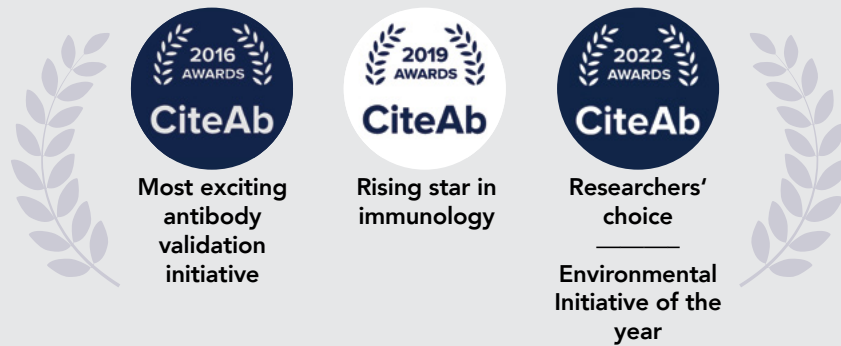 2016
AWARDS
CiteAb
Most exciting
antibody
validation
initiative
2019
AWARDS
CiteAb
Rising star in
immunology
2022
AWARDS
CiteAb
Researchers’
choice
Environmental
Initiative of the
year